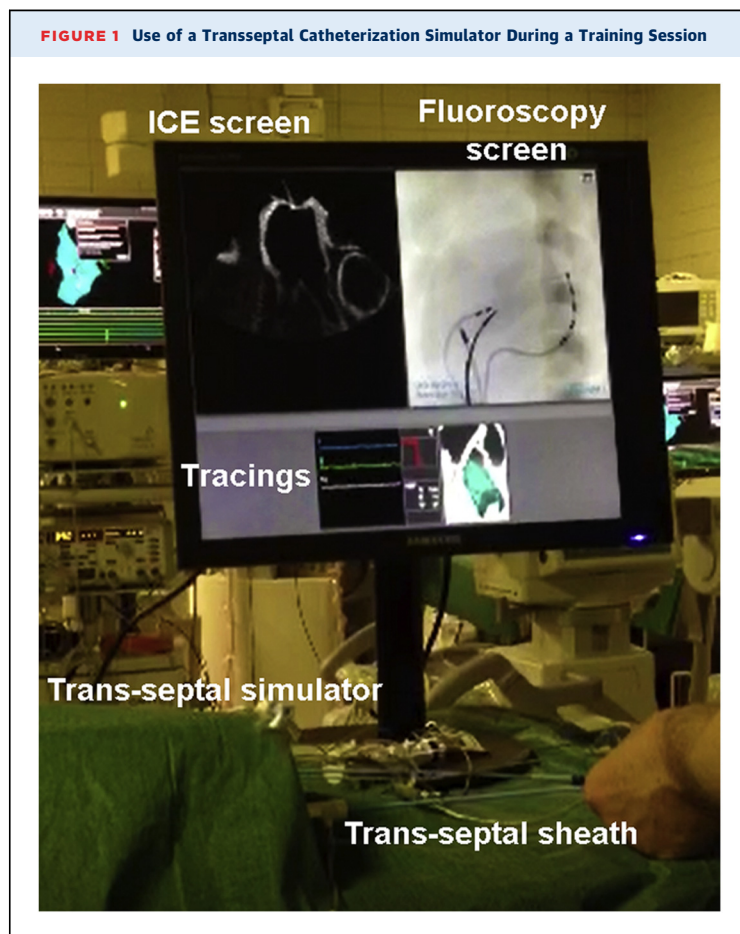 FIGURE 1 Use of a Transseptal Catheterization Simulator During a Training Session
ICE screen
Fluoroscopy
screen
Tracings
Trans-septal simulator
Trans-septal sheath